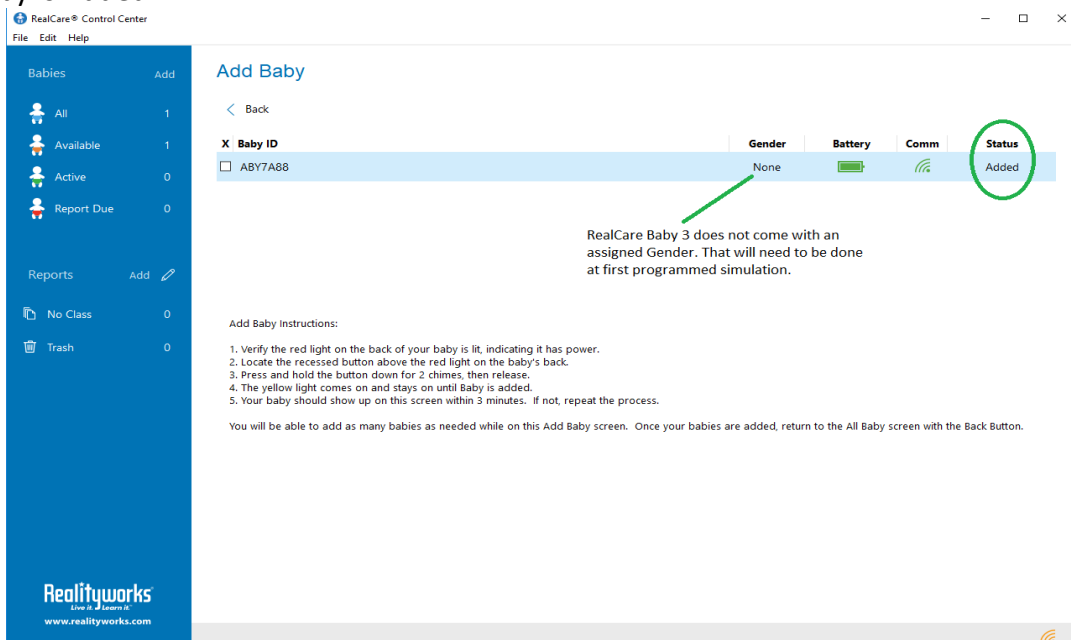 RealCare® Control Center
File Edit Help
Babies Add
All 1
Available 1
Active 0
Report Due 0
Reports Add
No Class 0
Trash 0
Realityworks
Live it. Learn it.
www.realityworks.com
Add Baby
Back
X Baby ID Gender Battery Comm Status
ABY7A88 None Added
RealCare Baby 3 does not come with an
assigned Gender. That will need to be done
at first programmed simulation.
Add Baby Instructions:
1. Verify the red light on the back of your baby is lit, indicating it has power.
2. Locate the recessed button above the red light on the baby's back.
3. Press and hold the button down for 2 chimes, then release.
4. The yellow light comes on and stays on until Baby is added.
5. Your baby should show up on this screen within 3 minutes. If not, repeat the process.
You will be able to add as many babies as needed while on this Add Baby screen. Once your babies are added, return to the All Baby screen with the Back Button.